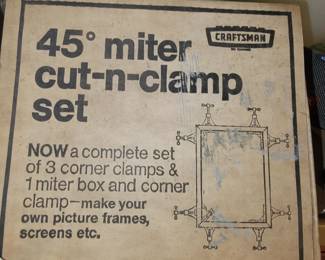 45° miter
cut-n-clamp
set
CRAFTSMAN
NOW a complete set
of 3 corner clamps &
1 miter box and corner
clamp—make your
own picture frames,
screens etc.